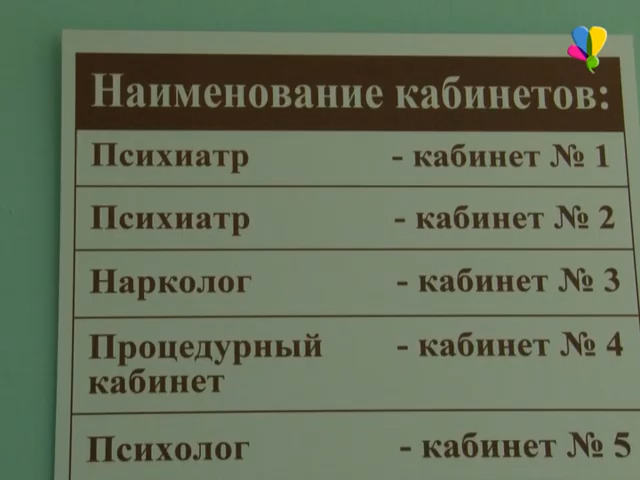 Наименование кабинетов:
Психиатр - кабинет № 1
Психиатр - кабинет № 2
Нарколог - кабинет № 3
Процедурный - кабинет № 4
кабинет
Психолог - кабинет № 5